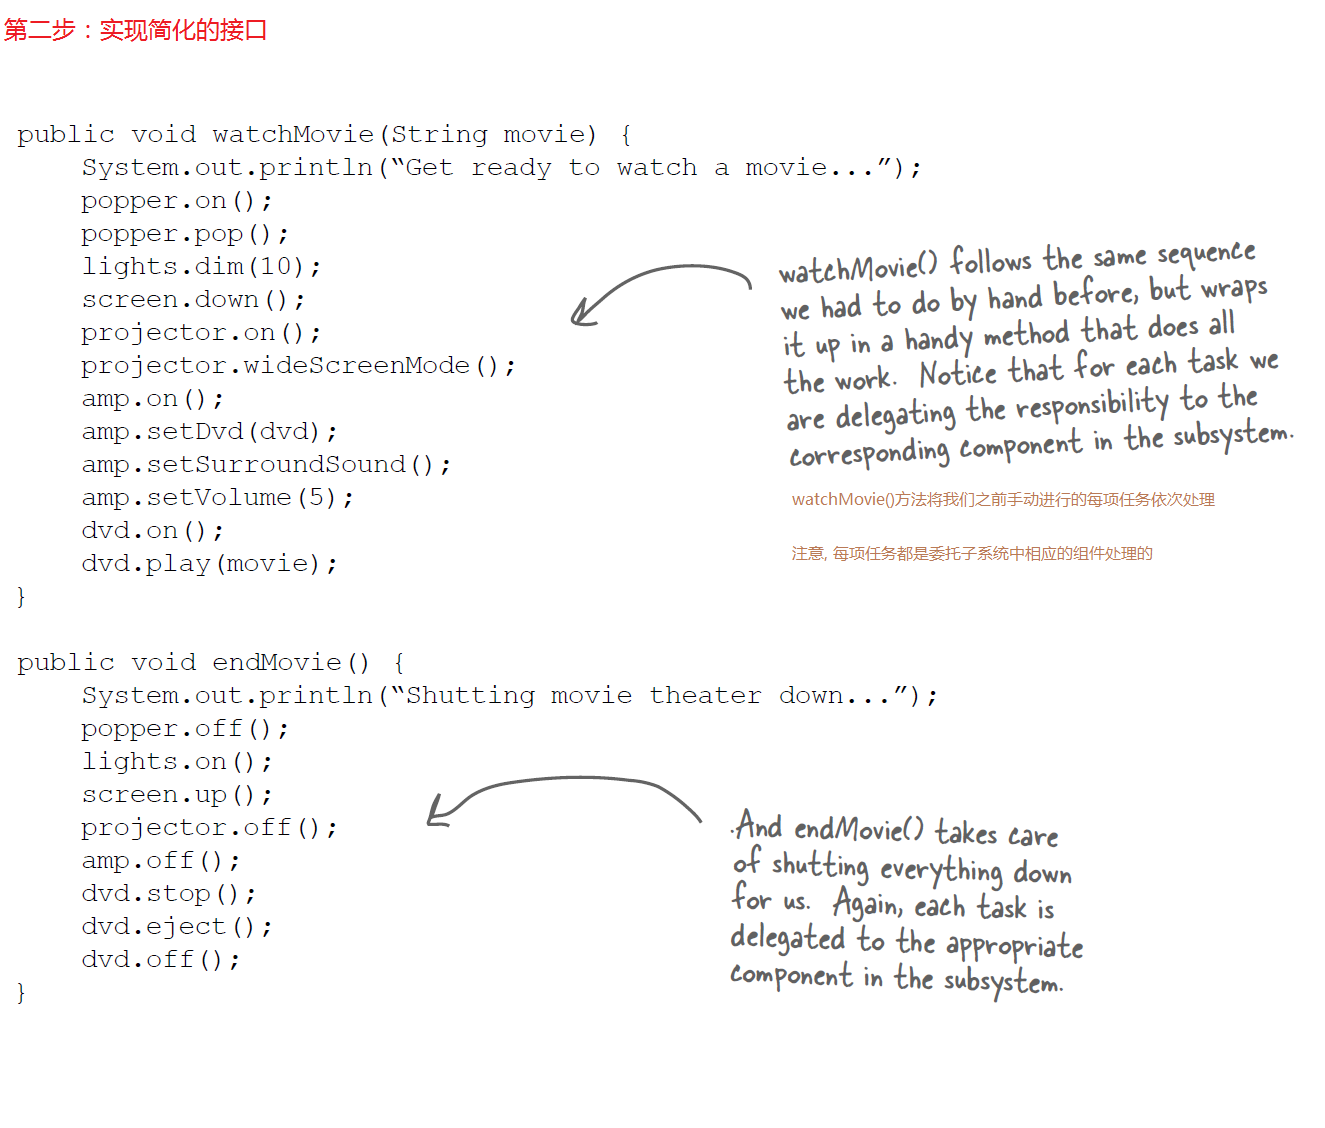 第二步：实现简化的接口
public void watchMovie(String movie) {
System.out.println(“Get ready to watch a movie...”);
popper.on();
popper.pop();
lights.dim(10);
screen.down();
projector.on();
projector.wideScreenMode();
amp.on();
amp.setDvd(dvd);
amp.setSurroundSound();
amp.setVolume(5);
dvd.on();
dvd.play(movie);
}
watchMovie() follows the same sequence
we had to do by hand before, but wraps
it up in a handy method that does all
the work. Notice that for each task we
are delegating the responsibility to the
corresponding component in the subsystem.
watchMovie()方法将我们之前手动进行的每项任务依次处理
注意, 每项任务都是委托子系统中相应的组件处理的
public void endMovie() {
System.out.println(“Shutting movie theater down...”);
popper.off();
lights.on();
screen.up();
projector.off();
amp.off();
dvd.stop();
dvd.eject();
dvd.off();
}
.And endMovie() takes care
of shutting everything down
for us. Again, each task is
delegated to the appropriate
component in the subsystem.